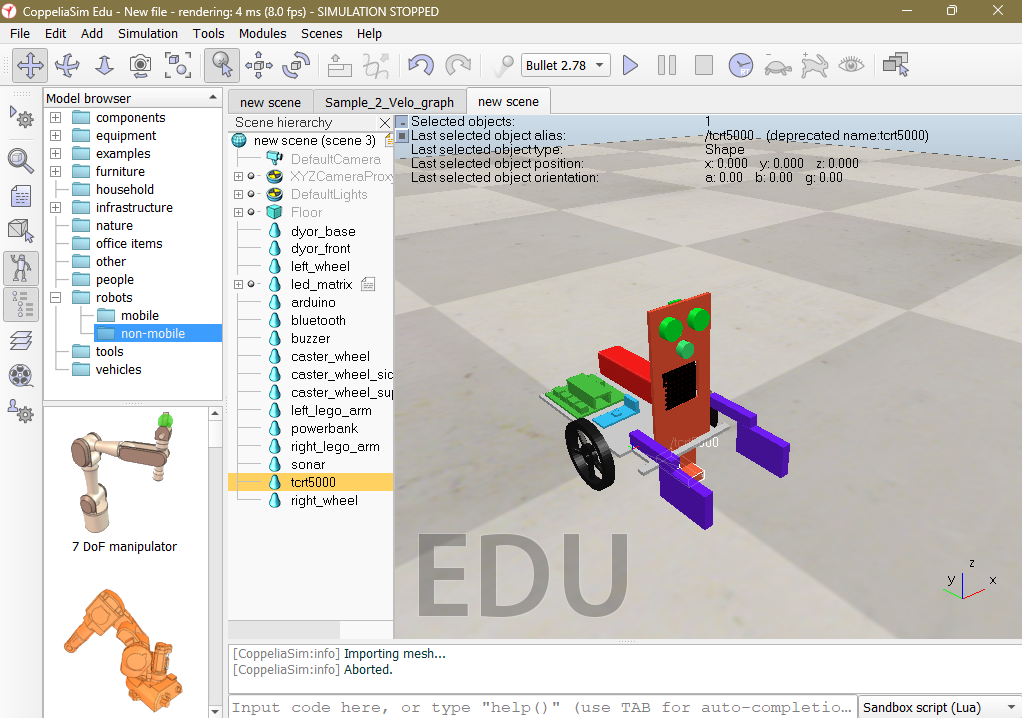 CoppeliaSim Edu - New file - rendering: 4 ms (8.0 fps) - SIMULATION STOPPED
File Edit Add Simulation Tools Modules Scenes Help
Bullet 2.78
Model browser
components
equipment
examples
furniture
household
infrastructure
nature
office items
other
people
robots
mobile
non-mobile
tools
vehicles
7 DoF manipulator
new scene Sample_2_Velo_graph new scene
Scene hierarchy
new scene (scene 3)
DefaultCamera
XYZCameraProxy
DefaultLights
Floor
dyor_base
dyor_front
left_wheel
led_matrix
arduino
bluetooth
buzzer
caster_wheel
caster_wheel_sid
caster_wheel_sup
left_lego_arm
powerbank
right_lego_arm
sonar
tcrt5000
right_wheel
Selected objects: 1
Last selected object alias: /tcrt5000 (deprecated name:tcrt5000)
Last selected object type: Shape
Last selected object position: x: 0.000 y: 0.000 z: 0.000
Last selected object orientation: a: 0.00 b: 0.00 g: 0.00
/tcrt5000
EDU
z
y x
[CoppeliaSim:info] Importing mesh...
[CoppeliaSim:info] Aborted.
Input code here, or type "help()" (use TAB for auto-completio... Sandbox script (Lua)